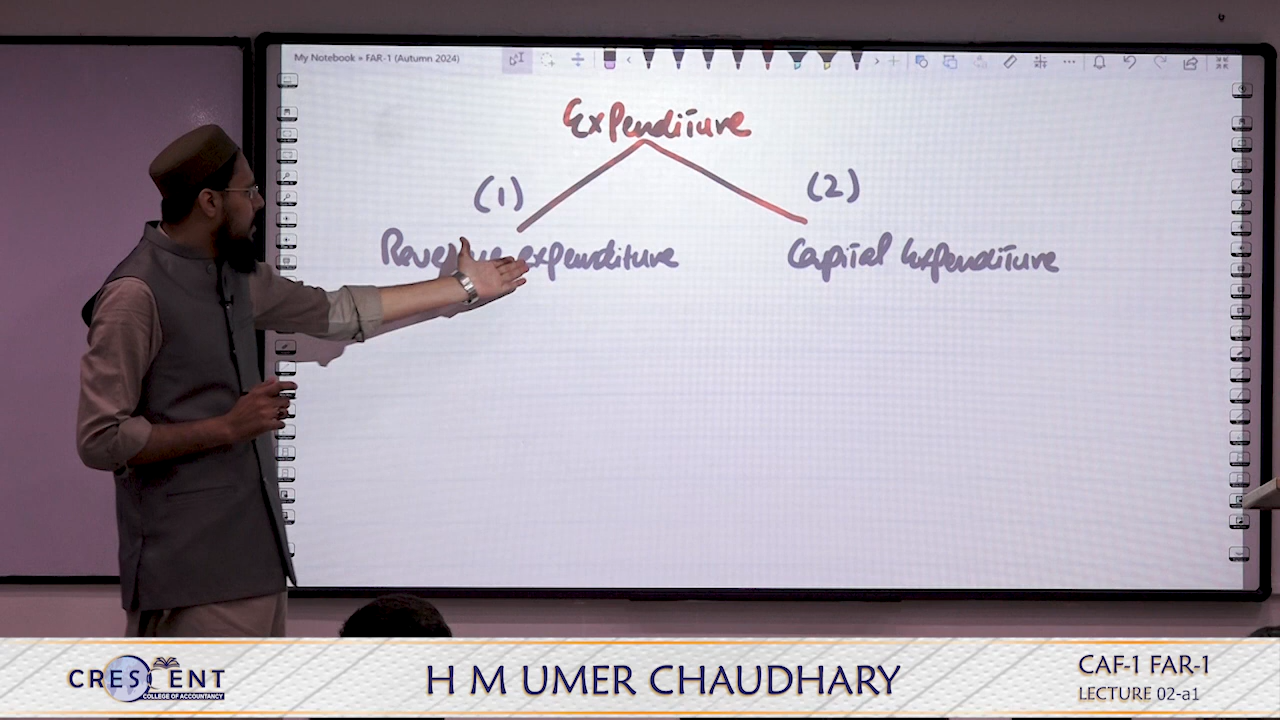 My Notebook » FAR-1 (Autumn 2024)
Expenditure
(1) (2)
Revenue expenditure Capital Expenditure
CRESCENT
COLLEGE OF ACCOUNTANCY
H M UMER CHAUDHARY
CAF-1 FAR-1
LECTURE 02-a1